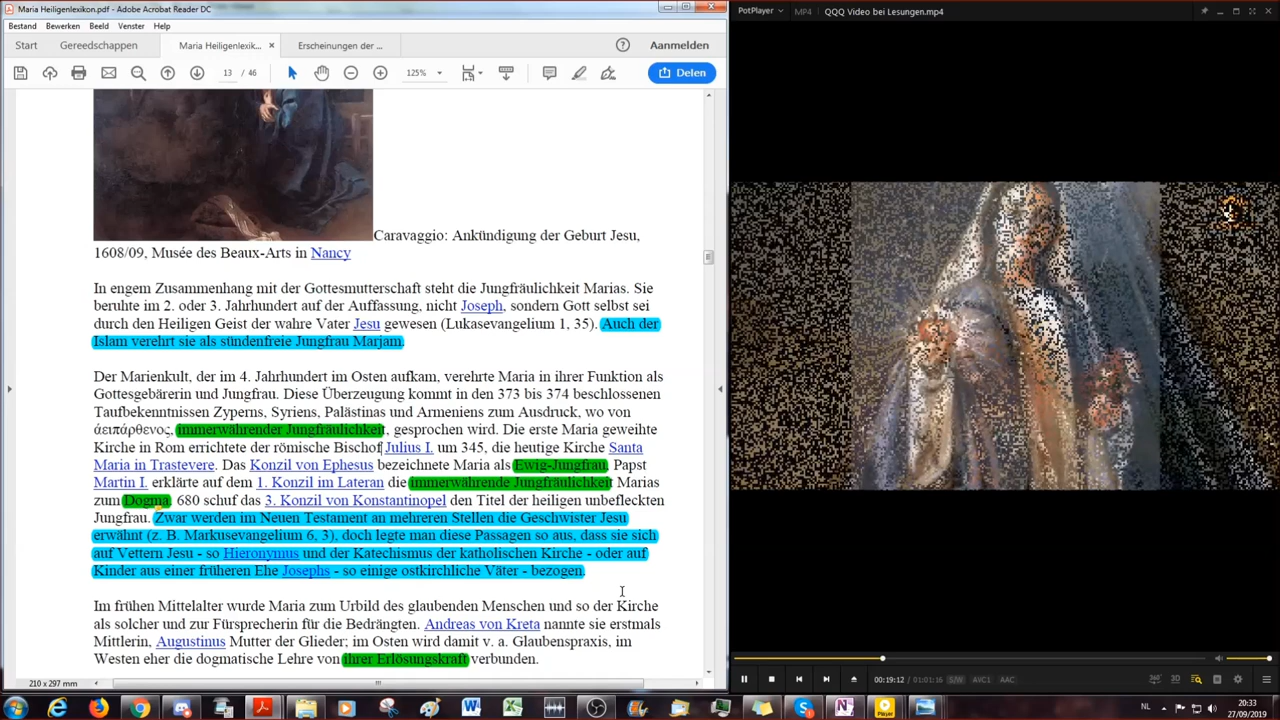 Maria Heiligenlexikon.pdf - Adobe Acrobat Reader DC
Bestand Bewerken Beeld Venster Help
Start Gereedschappen Maria Heiligenlexik... × Erscheinungen der ... ? Aanmelden
13 / 46 125% Delen
Caravaggio: Ankündigung der Geburt Jesu,
1608/09, Musée des Beaux-Arts in Nancy
In engem Zusammenhang mit der Gottesmutterschaft steht die Jungfräulichkeit Marias. Sie
beruhte im 2. oder 3. Jahrhundert auf der Auffassung, nicht Joseph, sondern Gott selbst sei
durch den Heiligen Geist der wahre Vater Jesu gewesen (Lukasevangelium 1, 35). Auch der
Islam verehrt sie als sündenfreie Jungfrau Marjam.
Der Marienkult, der im 4. Jahrhundert im Osten aufkam, verehrte Maria in ihrer Funktion als
Gottesgebärerin und Jungfrau. Diese Überzeugung kommt in den 373 bis 374 beschlossenen
Taufbekenntnissen Zyperns, Syriens, Palästinas und Armeniens zum Ausdruck, wo von
ἀειπάρθενος, immerwährender Jungfräulichkeit, gesprochen wird. Die erste Maria geweihte
Kirche in Rom errichtete der römische Bischof Julius I. um 345, die heutige Kirche Santa
Maria in Trastevere. Das Konzil von Ephesus bezeichnete Maria als Ewig-Jungfrau. Papst
Martin I. erklärte auf dem 1. Konzil im Lateran die immerwährende Jungfräulichkeit Marias
zum Dogma. 680 schuf das 3. Konzil von Konstantinopel den Titel der heiligen unbefleckten
Jungfrau. Zwar werden im Neuen Testament an mehreren Stellen die Geschwister Jesu
erwähnt (z. B. Markusevangelium 6, 3), doch legte man diese Passagen so aus, dass sie sich
auf Vettern Jesu - so Hieronymus und der Katechismus der katholischen Kirche - oder auf
Kinder aus einer früheren Ehe Josephs - so einige ostkirchliche Väter - bezogen.
Im frühen Mittelalter wurde Maria zum Urbild des glaubenden Menschen und so der Kirche
als solcher und zur Fürsprecherin für die Bedrängten. Andreas von Kreta nannte sie erstmals
Mittlerin, Augustinus Mutter der Glieder; im Osten wird damit v. a. Glaubenspraxis, im
Westen eher die dogmatische Lehre von ihrer Erlösungskraft verbunden.
210 x 297 mm
PotPlayer MP4 QQQ Video bei Lesungen.mp4
00:19:12 / 01:01:16 S/W AVC1 AAC 360° 3D
NL 20:33
27/09/2019